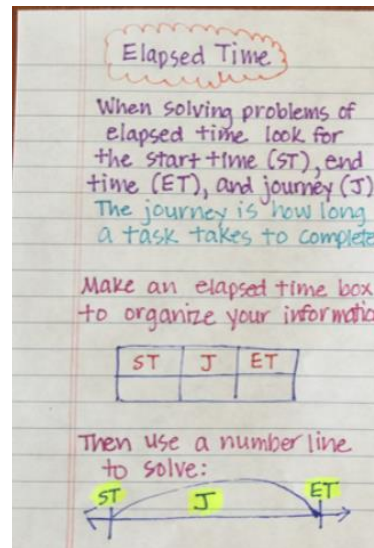 Elapsed Time
When solving problems of
elapsed time look for
the start time (ST), end
time (ET), and journey (J)
The journey is how long
a task takes to complete
Make an elapsed time box
to organize your informatio
ST J ET
Then use a number line
to solve:
ST J ET